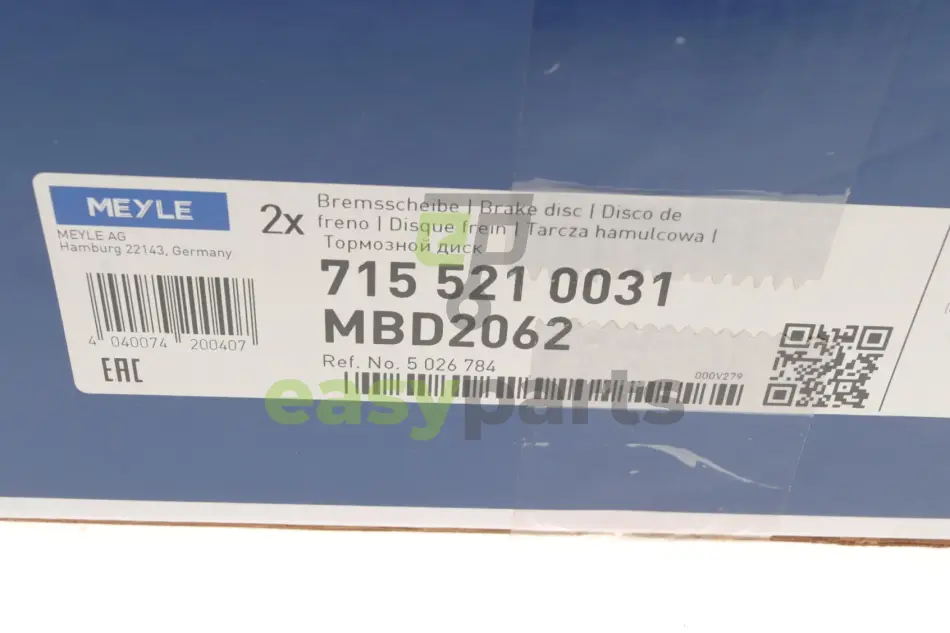 MEYLE
MEYLE AG
Hamburg 22143, Germany
4 040074 200407
EAC
2x
Bremsscheibe | Brake disc | Disco de
freno | Disque frein | Tarcza hamulcowa |
Тормозной диск
715 521 0031
MBD2062
Ref. No. 5 026 784
000V279
easyparts